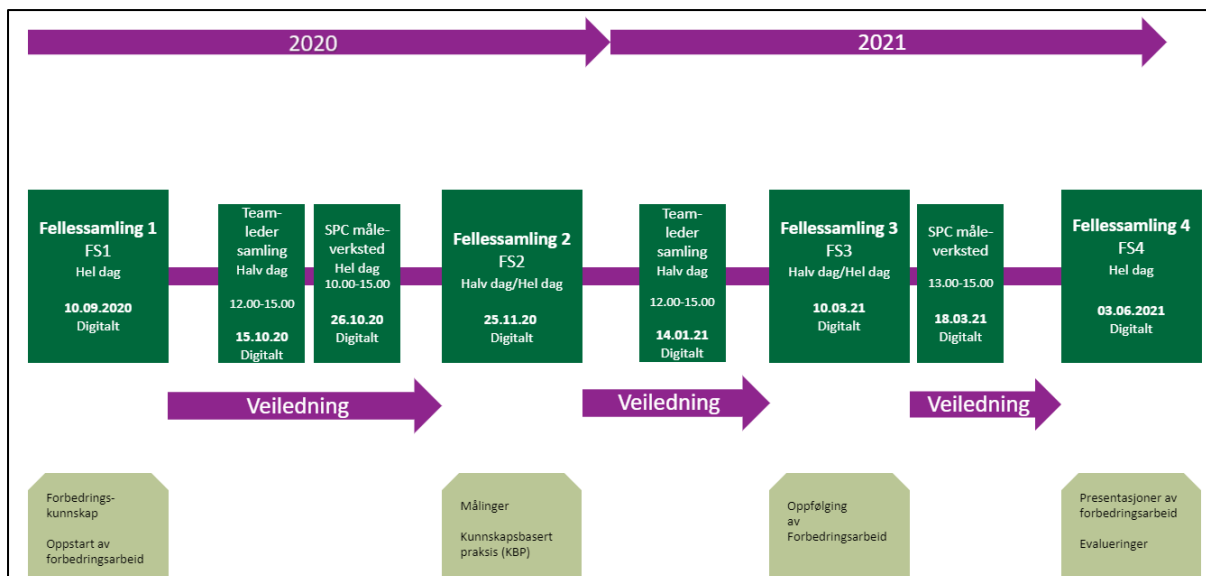 2020
2021
Fellessamling 1
FS1
Hel dag
10.09.2020
Digitalt
Team-
leder
samling
Halv dag
12.00-15.00
15.10.20
Digitalt
SPC måle-
verksted
Hel dag
10.00-15.00
26.10.20
Digitalt
Fellessamling 2
FS2
Halv dag/Hel dag
25.11.20
Digitalt
Team-
leder
samling
Halv dag
12.00-15.00
14.01.21
Digitalt
Fellessamling 3
FS3
Halv dag/Hel dag
10.03.21
Digitalt
SPC måle-
verksted
13.00-15.00
18.03.21
Digitalt
Fellessamling 4
FS4
Hel dag
03.06.2021
Digitalt
Veiledning
Veiledning
Veiledning
Forbedrings-
kunnskap
Oppstart av
forbedringsarbeid
Målinger
Kunnskapsbasert
praksis (KBP)
Oppfølging
av
Forbedringsarbeid
Presentasjoner av
forbedringsarbeid
Evalueringer